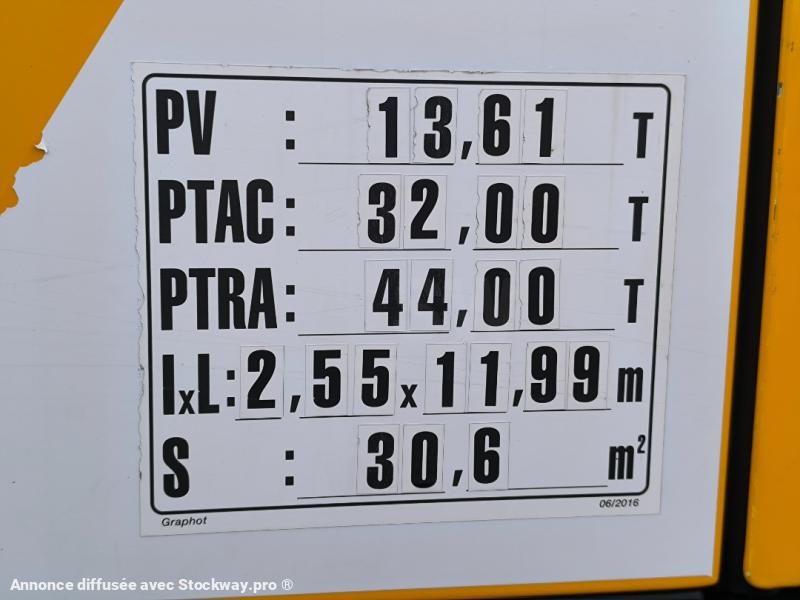 PV : 13,61 T
PTAC : 32,00 T
PTRA : 44,00 T
lxL : 2,55 x 11,99 m
S : 30,6 m²
Graphot 06/2016
Annonce diffusée avec Stockway.pro ®